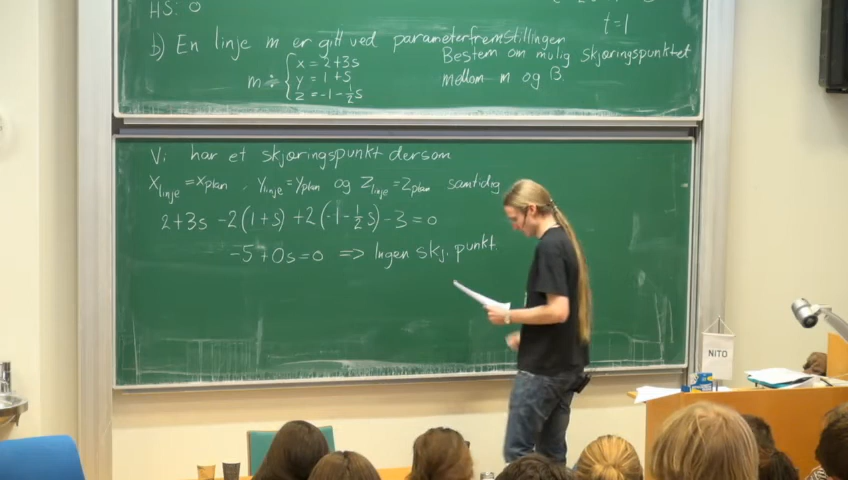 HS: 0
t=1
b) En linje m er gitt ved parameterfremstillingen
Bestem om mulig skjæringspunktet
mellom m og β
m ÷ { x = 2+3s
y = 1+s
z = -1-½s
Vi har et skjæringspunkt dersom
x_linje = x_plan , y_linje = y_plan og z_linje = z_plan samtidig
2+3s -2(1+s) +2(-1-½s) -3 = 0
-5+0s=0 => Ingen skj. punkt.
NITO